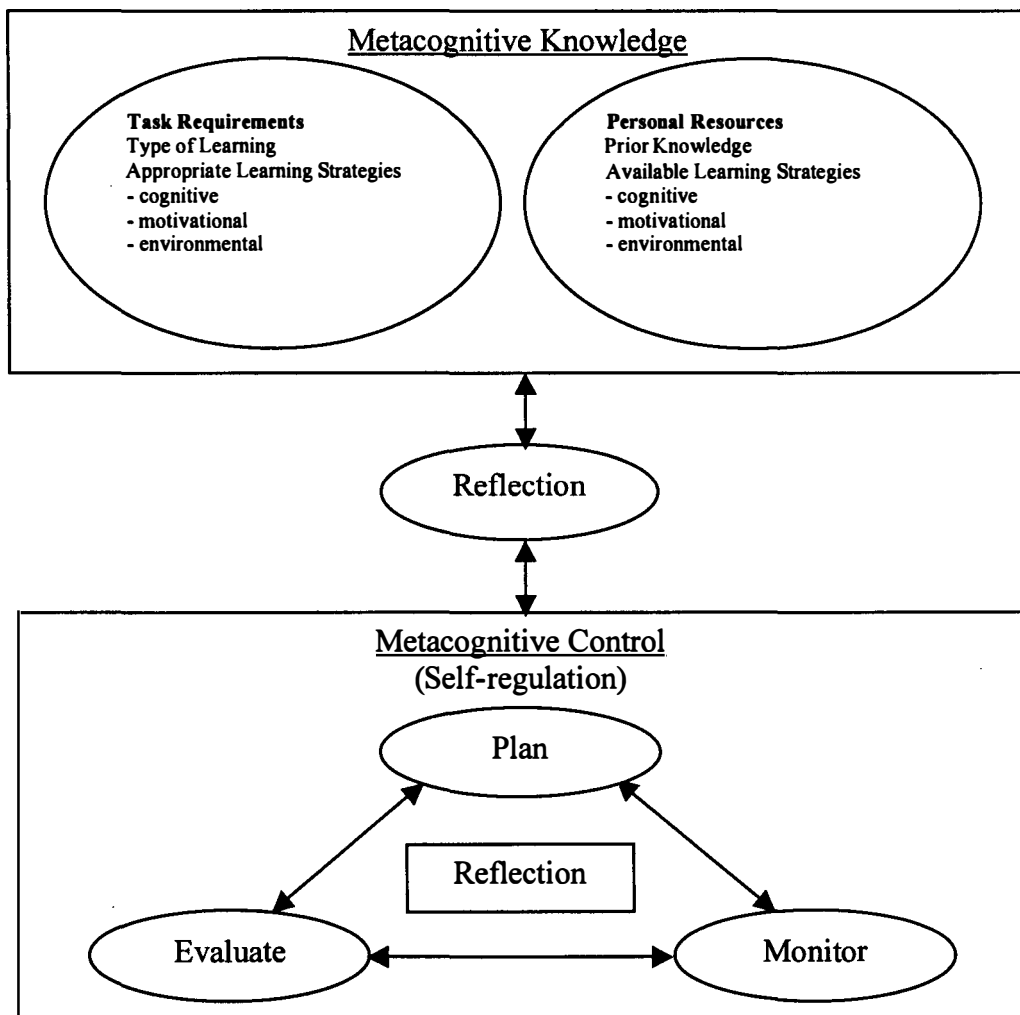 Metacognitive Knowledge
Task Requirements
Type of Learning
Appropriate Learning Strategies
- cognitive
- motivational
- environmental
Personal Resources
Prior Knowledge
Available Learning Strategies
- cognitive
- motivational
- environmental
Reflection
Metacognitive Control
(Self-regulation)
Plan
Reflection
Evaluate
Monitor